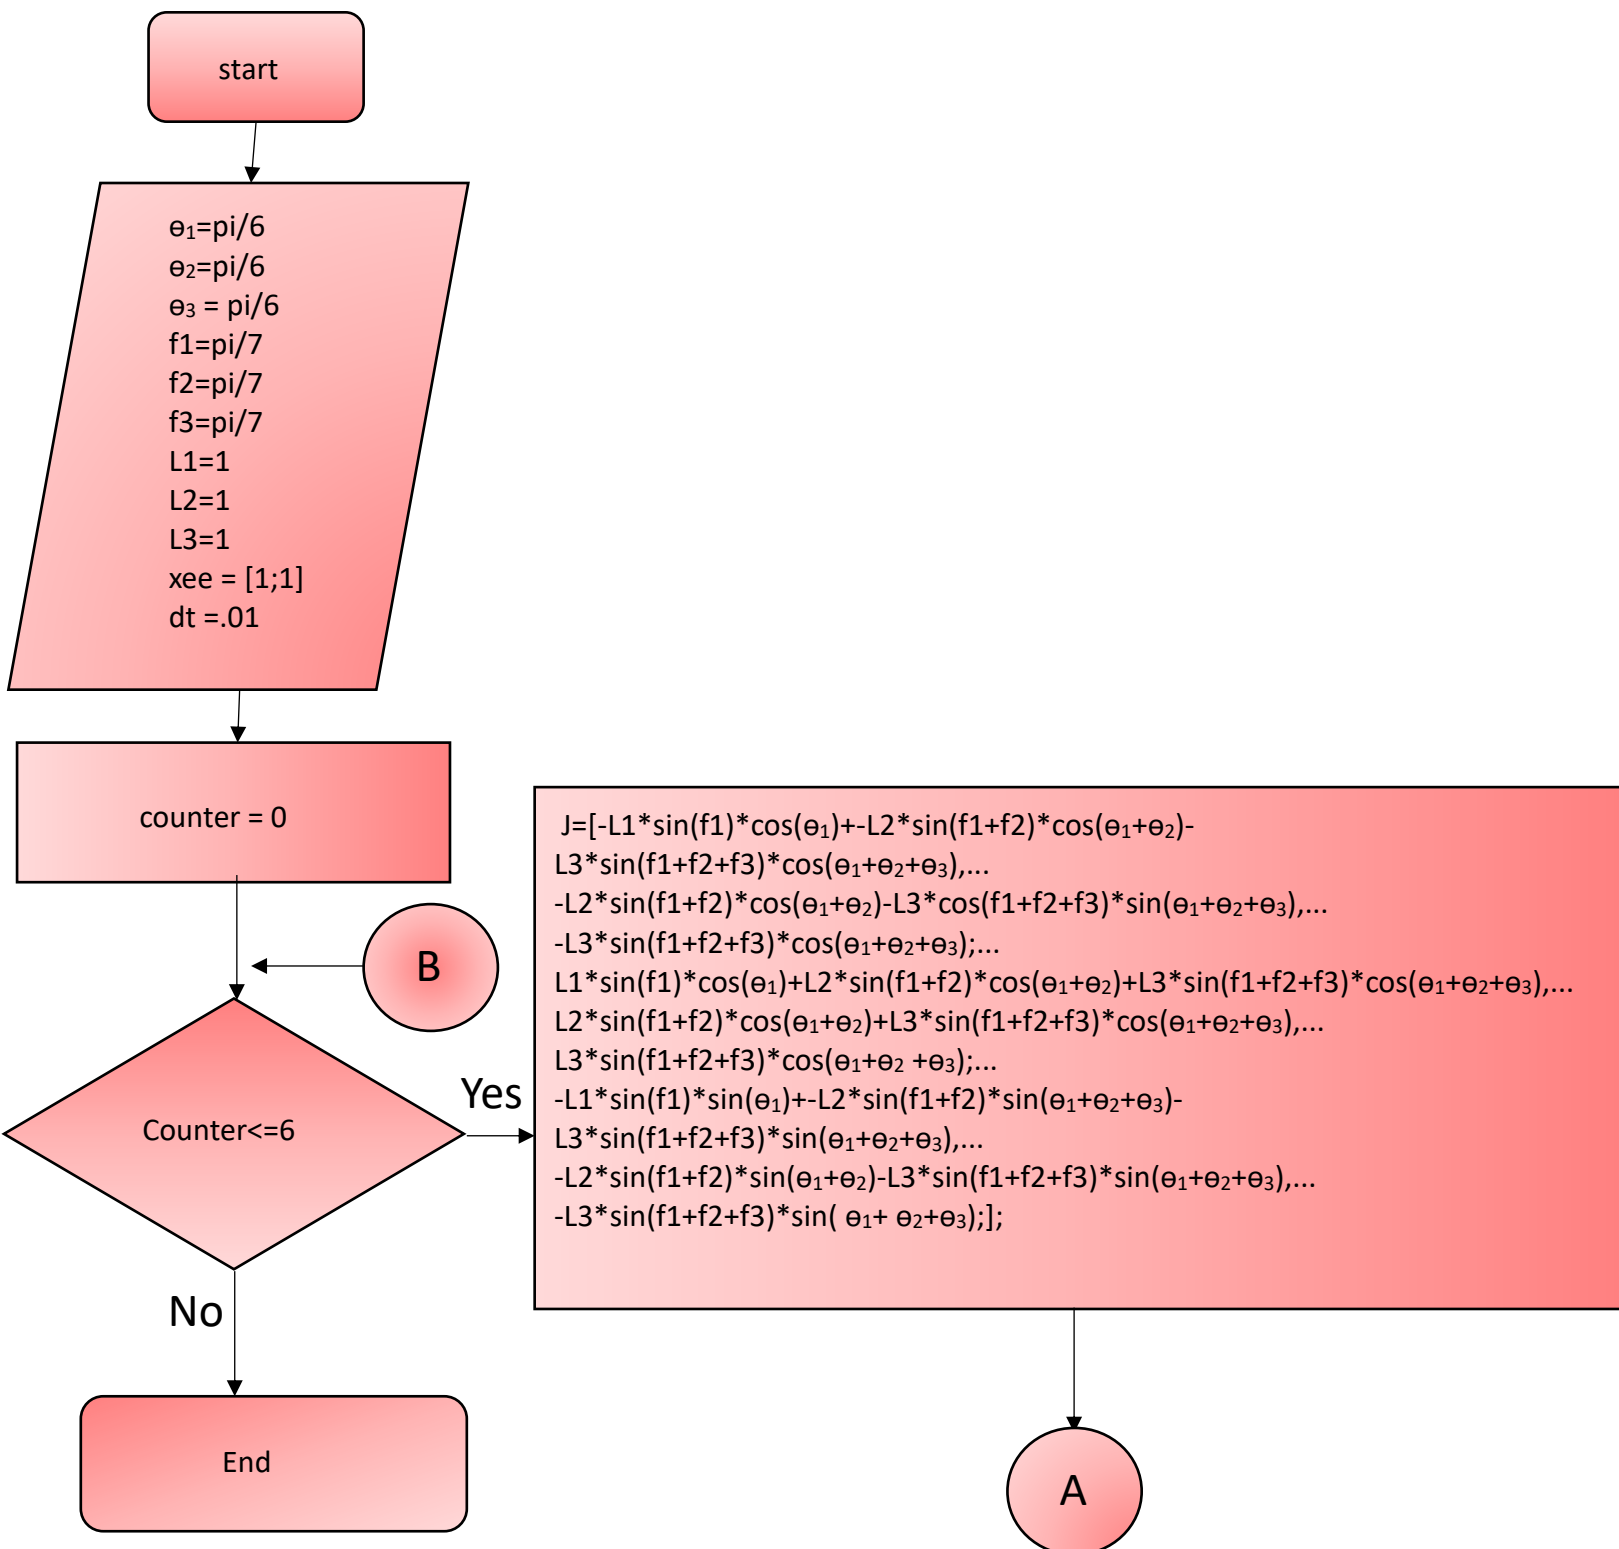 start
ɵ₁=pi/6
ɵ₂=pi/6
ɵ₃ = pi/6
f1=pi/7
f2=pi/7
f3=pi/7
L1=1
L2=1
L3=1
xee = [1;1]
dt =.01
counter = 0
B
Counter<=6
Yes
No
End
J=[-L1*sin(f1)*cos(ɵ₁)+-L2*sin(f1+f2)*cos(ɵ₁+ɵ₂)-
L3*sin(f1+f2+f3)*cos(ɵ₁+ɵ₂+ɵ₃),...
-L2*sin(f1+f2)*cos(ɵ₁+ɵ₂)-L3*cos(f1+f2+f3)*sin(ɵ₁+ɵ₂+ɵ₃),...
-L3*sin(f1+f2+f3)*cos(ɵ₁+ɵ₂+ɵ₃);...
L1*sin(f1)*cos(ɵ₁)+L2*sin(f1+f2)*cos(ɵ₁+ɵ₂)+L3*sin(f1+f2+f3)*cos(ɵ₁+ɵ₂+ɵ₃),...
L2*sin(f1+f2)*cos(ɵ₁+ɵ₂)+L3*sin(f1+f2+f3)*cos(ɵ₁+ɵ₂+ɵ₃),...
L3*sin(f1+f2+f3)*cos(ɵ₁+ɵ₂ +ɵ₃);...
-L1*sin(f1)*sin(ɵ₁)+-L2*sin(f1+f2)*sin(ɵ₁+ɵ₂+ɵ₃)-
L3*sin(f1+f2+f3)*sin(ɵ₁+ɵ₂+ɵ₃),...
-L2*sin(f1+f2)*sin(ɵ₁+ɵ₂)-L3*sin(f1+f2+f3)*sin(ɵ₁+ɵ₂+ɵ₃),...
-L3*sin(f1+f2+f3)*sin( ɵ₁+ ɵ₂+ɵ₃);];
A